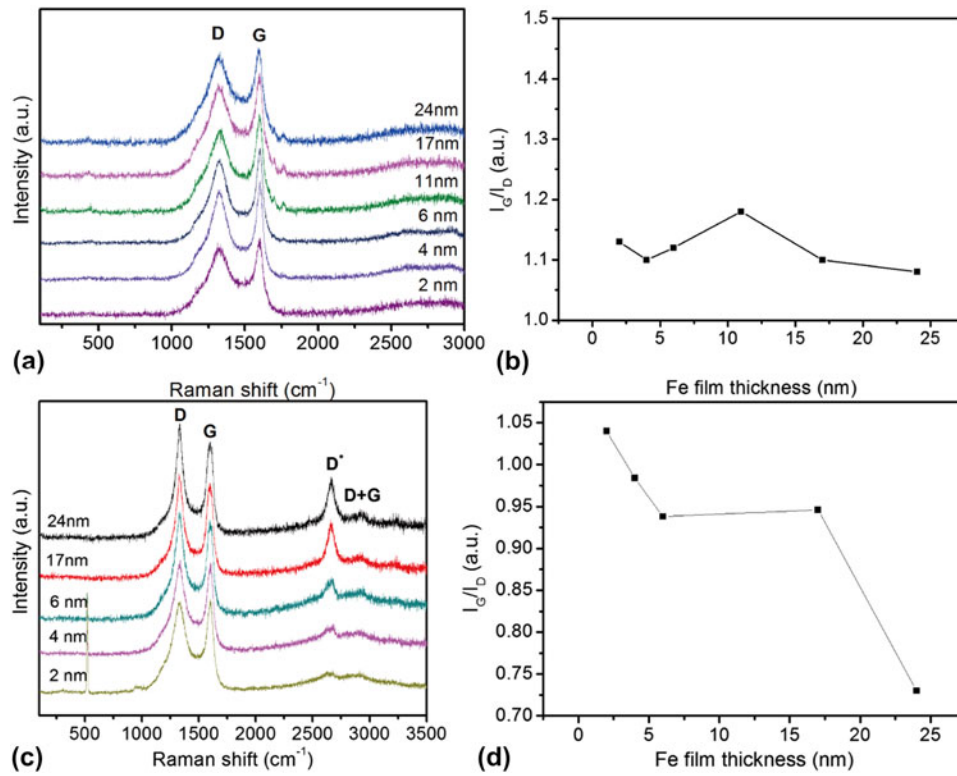 D G
24nm
17nm
11nm
6 nm
4 nm
2 nm
Intensity (a.u.)
500 1000 1500 2000 2500 3000
Raman shift (cm⁻¹)
(a)
1.5
1.4
1.3
1.2
1.1
1.0
I_G/I_D (a.u.)
0 5 10 15 20 25
Fe film thickness (nm)
(b)
D
G
D*
D+G
24nm
17nm
6 nm
4 nm
2 nm
Intensity (a.u.)
500 1000 1500 2000 2500 3000 3500
Raman shift (cm⁻¹)
(c)
1.05
1.00
0.95
0.90
0.85
0.80
0.75
0.70
I_G/I_D (a.u.)
0 5 10 15 20 25
Fe film thickness (nm)
(d)